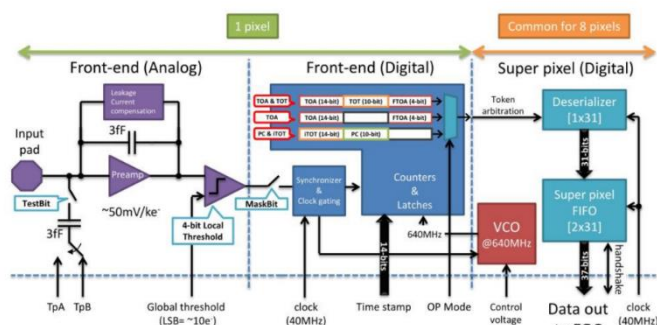 1 pixel
Common for 8 pixels
Front-end (Analog)
Front-end (Digital)
Super pixel (Digital)
Leakage
Current
compensation
3fF
Input
pad
Preamp
~50mV/ke-
TestBit
3fF
4-bit Local
Threshold
MaskBit
TOA & TOT
TOA (14-bit)
TOT (10-bit)
FTOA (4-bit)
TOA
TOA (14-bit)
FTOA (4-bit)
PC & iTOT
iTOT (14-bit)
PC (10-bit)
Synchronizer
& Clock gating
Counters
&
Latches
640MHz
14-bits
Token
arbitration
Deserializer
[1x31]
31-bits
Super pixel
FIFO
[2x31]
VCO
@640MHz
37-bits
handshake
TpA
TpB
Global threshold
(LSB= ~10e-)
clock
(40MHz)
Time stamp
OP Mode
Control
voltage
Data out
clock
(40MHz)